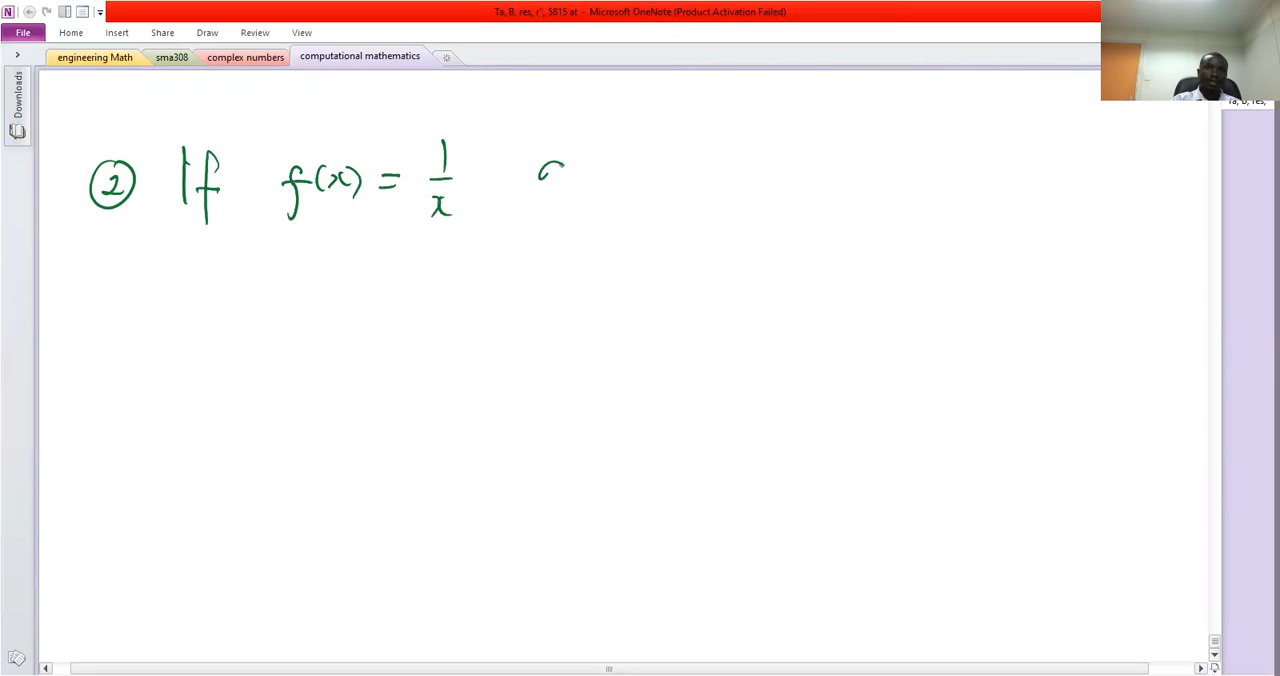 Ta, B, res, r", 5815 at - Microsoft OneNote (Product Activation Failed)
File Home Insert Share Draw Review View
engineering Math sma308 complex numbers computational mathematics
Downloads
② If f(x) = 1/x